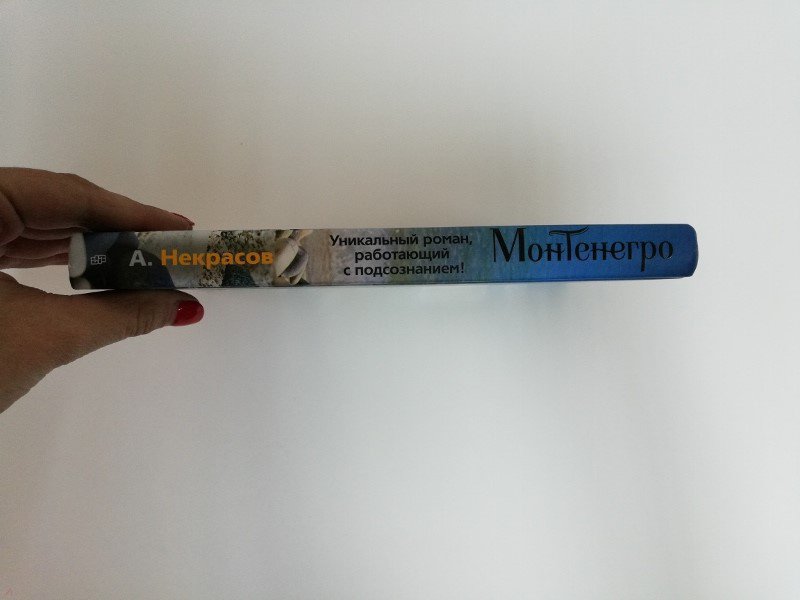 А. Некрасов
Уникальный роман,
работающий
с подсознанием!
Монтенегро